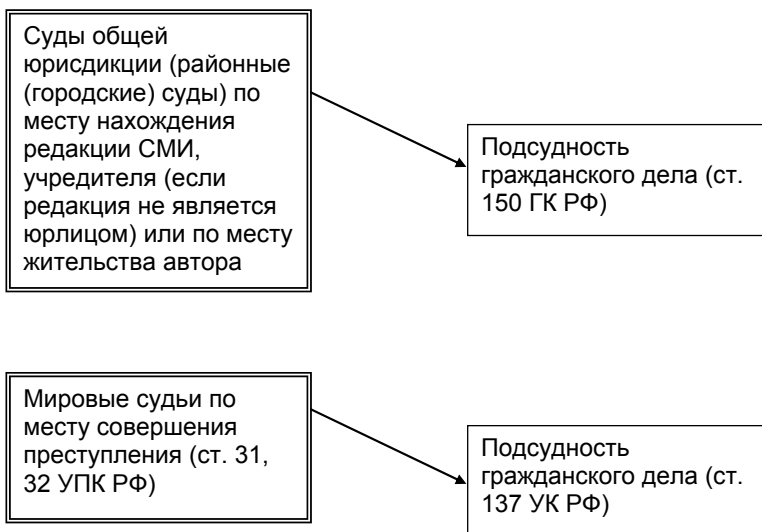 Суды общей
юрисдикции (районные
(городские) суды) по
месту нахождения
редакции СМИ,
учредителя (если
редакция не является
юрлицом) или по месту
жительства автора
Подсудность
гражданского дела (ст.
150 ГК РФ)
Мировые судьи по
месту совершения
преступления (ст. 31,
32 УПК РФ)
Подсудность
гражданского дела (ст.
137 УК РФ)